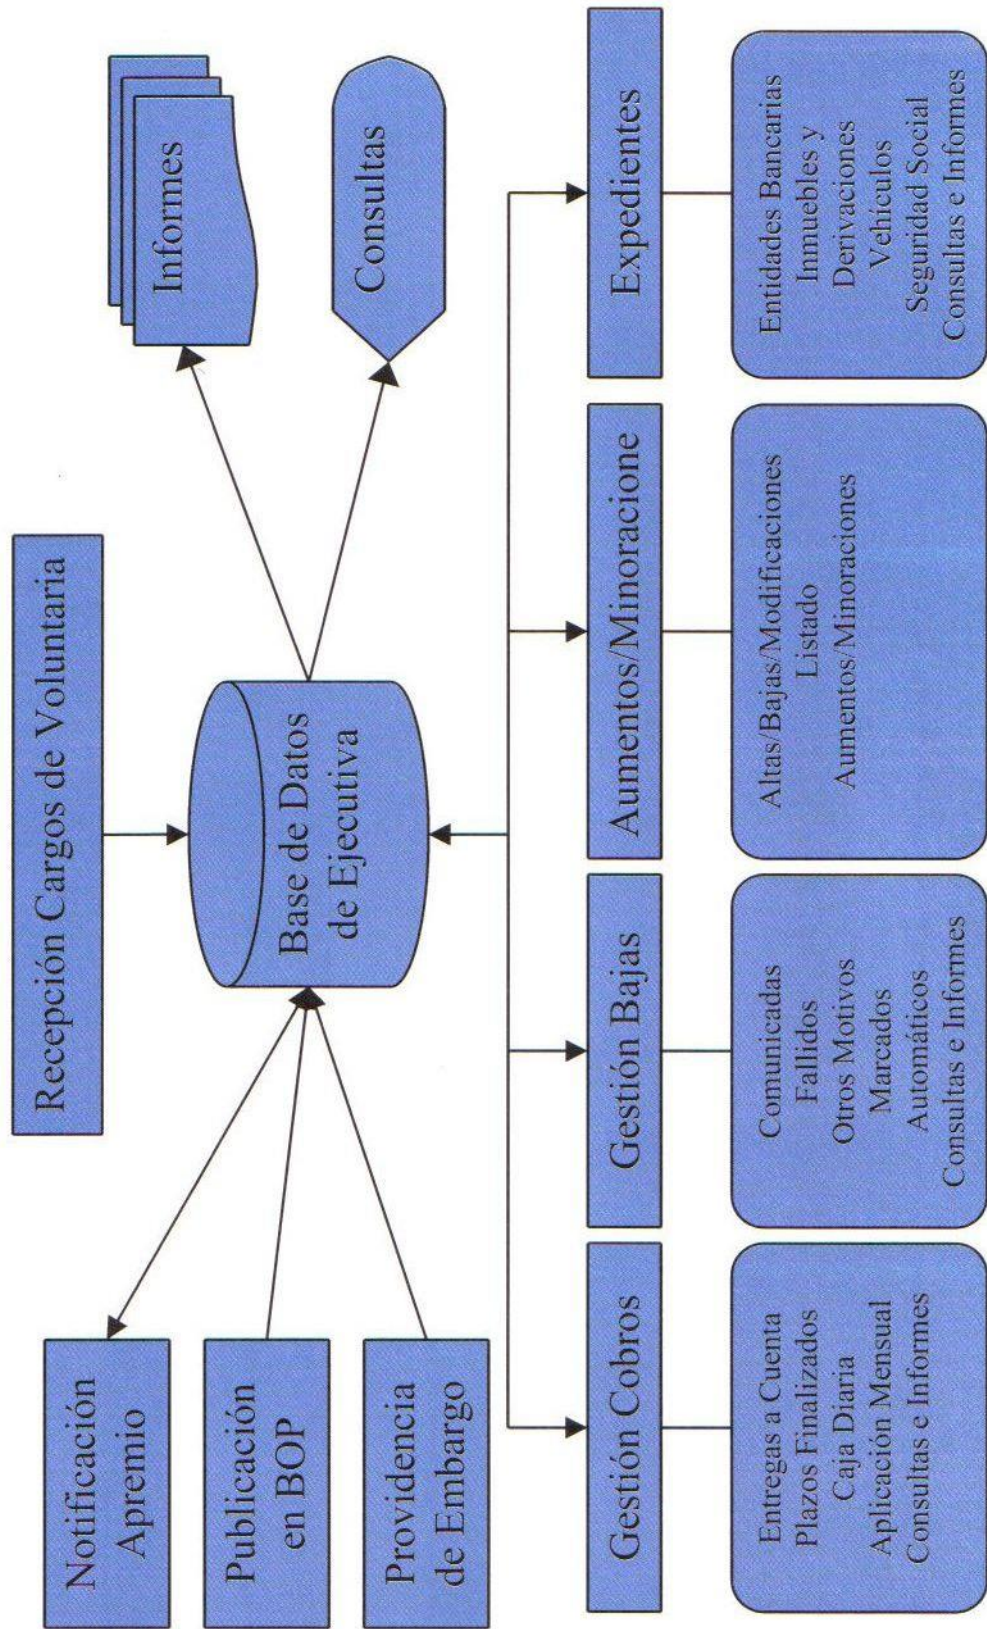 Recepción Cargos de Voluntaria
Notificación
Apremio
Publicación
en BOP
Providencia
de Embargo
Base de Datos
de Ejecutiva
Informes
Consultas
Gestión Cobros
Gestión Bajas
Aumentos/Minoracione
Expedientes
Entregas a Cuenta
Plazos Finalizados
Caja Diaria
Aplicación Mensual
Consultas e Informes
Comunicadas
Fallidos
Otros Motivos
Marcados
Automáticos
Consultas e Informes
Altas/Bajas/Modificaciones
Listado
Aumentos/Minoraciones
Entidades Bancarias
Inmuebles y
Derivaciones
Vehículos
Seguridad Social
Consultas e Informes